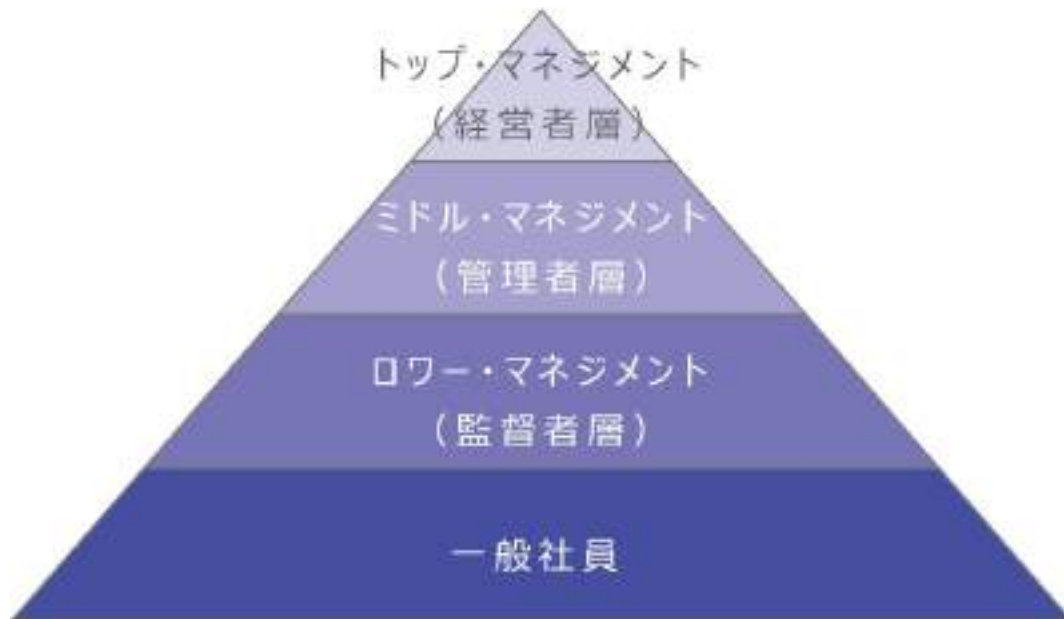 トップ・マネジメント
（経営者層）
ミドル・マネジメント
（管理者層）
ロワー・マネジメント
（監督者層）
一般社員